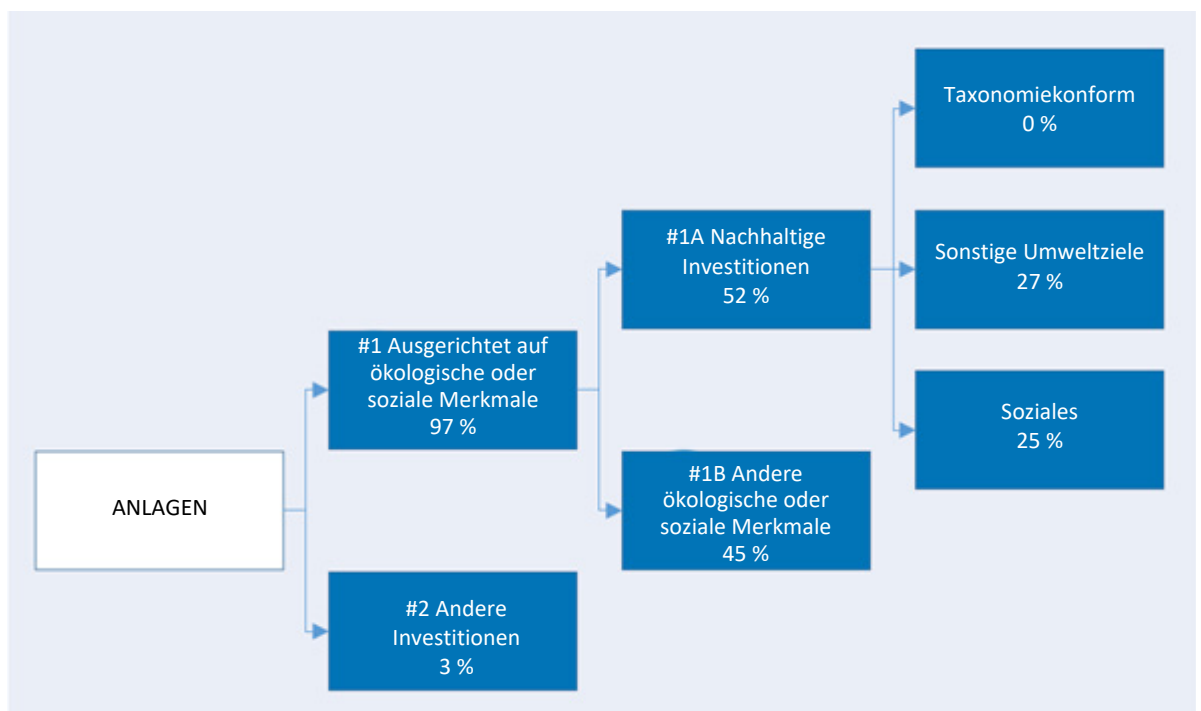 ANLAGEN
#1 Ausgerichtet auf
ökologische oder
soziale Merkmale
97 %
#2 Andere
Investitionen
3 %
#1A Nachhaltige
Investitionen
52 %
#1B Andere
ökologische oder
soziale Merkmale
45 %
Taxonomiekonform
0 %
Sonstige Umweltziele
27 %
Soziales
25 %